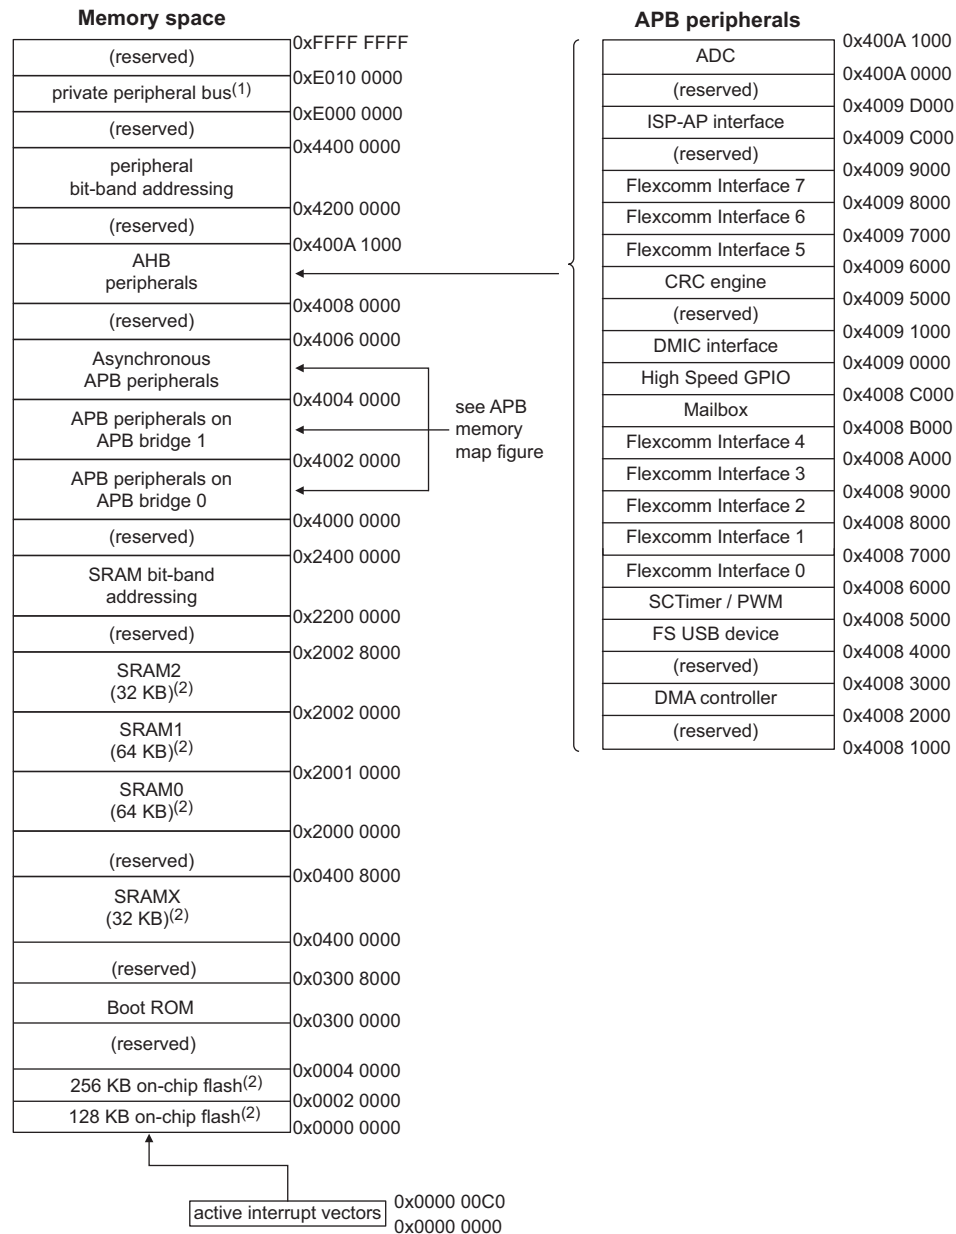 Memory space
0xFFFF FFFF
(reserved)
0xE010 0000
private peripheral bus(1)
0xE000 0000
(reserved)
0x4400 0000
peripheral
bit-band addressing
0x4200 0000
(reserved)
0x400A 1000
AHB
peripherals
0x4008 0000
(reserved)
0x4006 0000
Asynchronous
APB peripherals
0x4004 0000
APB peripherals on
APB bridge 1
0x4002 0000
APB peripherals on
APB bridge 0
0x4000 0000
(reserved)
0x2400 0000
SRAM bit-band
addressing
0x2200 0000
(reserved)
0x2002 8000
SRAM2
(32 KB)(2)
0x2002 0000
SRAM1
(64 KB)(2)
0x2001 0000
SRAM0
(64 KB)(2)
0x2000 0000
(reserved)
0x0400 8000
SRAMX
(32 KB)(2)
0x0400 0000
(reserved)
0x0300 8000
Boot ROM
0x0300 0000
(reserved)
0x0004 0000
256 KB on-chip flash(2)
0x0002 0000
128 KB on-chip flash(2)
0x0000 0000
active interrupt vectors
0x0000 00C0
0x0000 0000
see APB
memory
map figure
APB peripherals
0x400A 1000
ADC
0x400A 0000
(reserved)
0x4009 D000
ISP-AP interface
0x4009 C000
(reserved)
0x4009 9000
Flexcomm Interface 7
0x4009 8000
Flexcomm Interface 6
0x4009 7000
Flexcomm Interface 5
0x4009 6000
CRC engine
0x4009 5000
(reserved)
0x4009 1000
DMIC interface
0x4009 0000
High Speed GPIO
0x4008 C000
Mailbox
0x4008 B000
Flexcomm Interface 4
0x4008 A000
Flexcomm Interface 3
0x4008 9000
Flexcomm Interface 2
0x4008 8000
Flexcomm Interface 1
0x4008 7000
Flexcomm Interface 0
0x4008 6000
SCTimer / PWM
0x4008 5000
FS USB device
0x4008 4000
(reserved)
0x4008 3000
DMA controller
0x4008 2000
(reserved)
0x4008 1000